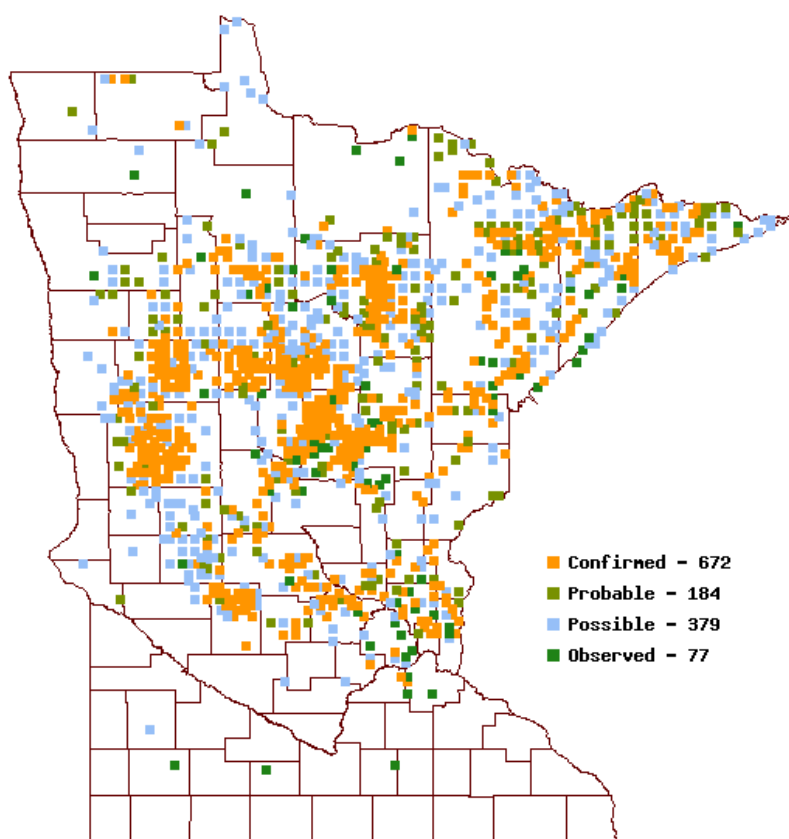 Confirmed - 672
Probable - 184
Possible - 379
Observed - 77